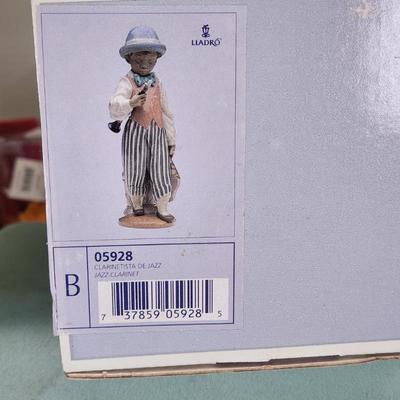 LLADRÓ
05928
CLARINETISTA DE JAZZ
JAZZ CLARINET
B
7 37859 05928 5